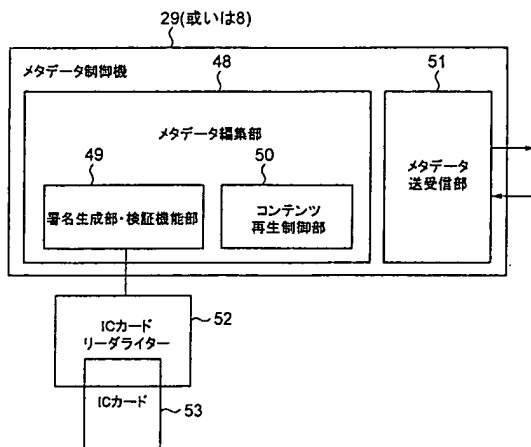 29(或いは8)
メタデータ制御機
48
51
メタデータ編集部
49
50
署名生成部・検証機能部
コンテンツ
再生制御部
メタデータ
送受信部
ICカード
リーダライター
52
ICカード
53